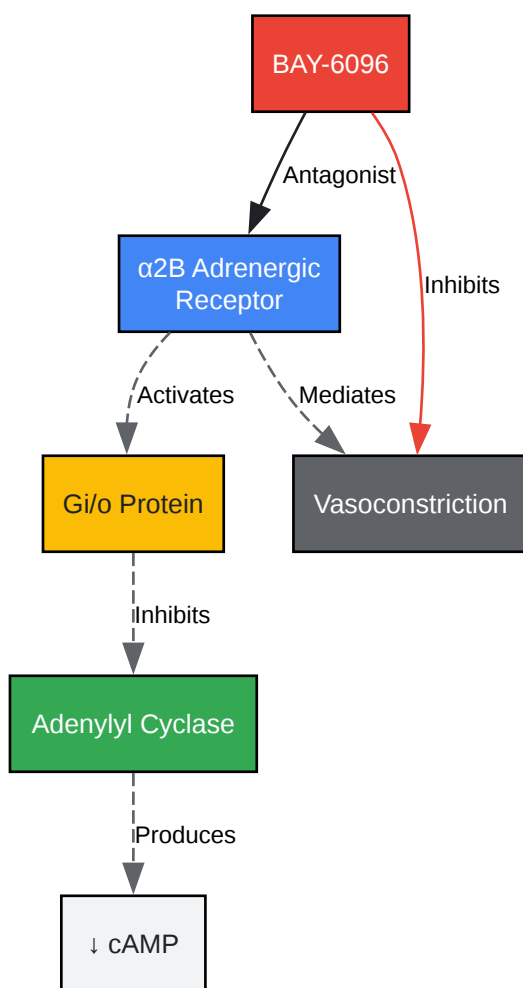 BAY-6096
Antagonist
Inhibits
α2B Adrenergic
Receptor
Activates
Mediates
Gi/o Protein
Vasoconstriction
Inhibits
Adenylyl Cyclase
Produces
↓ cAMP